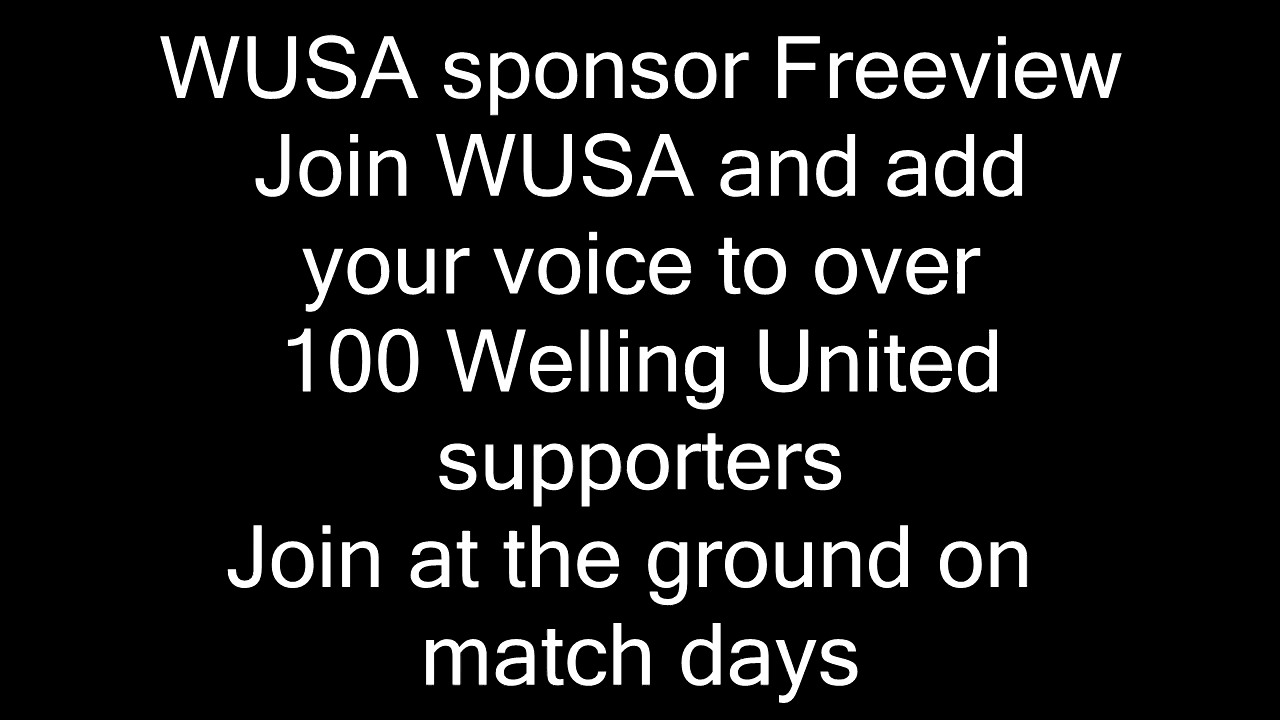 WUSA sponsor Freeview
Join WUSA and add
your voice to over
100 Welling United
supporters
Join at the ground on
match days